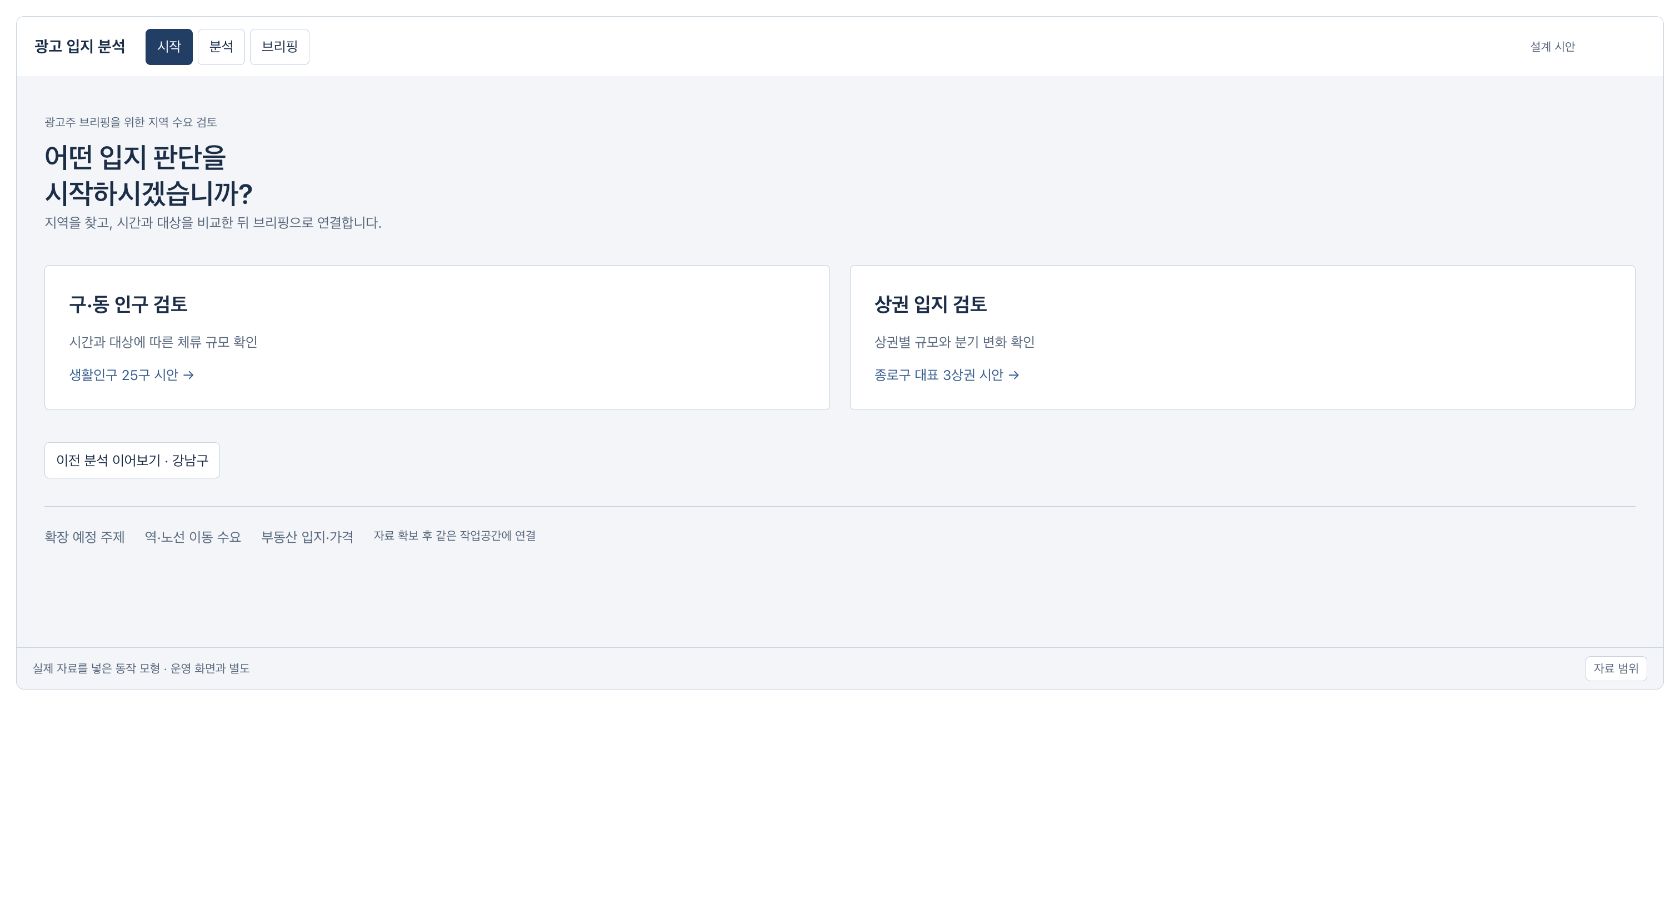 광고 입지 분석
시작
분석
브리핑
설계 시안
광고주 브리핑을 위한 지역 수요 검토
어떤 입지 판단을
시작하시겠습니까?
지역을 찾고, 시간과 대상을 비교한 뒤 브리핑으로 연결합니다.
구·동 인구 검토
시간과 대상에 따른 체류 규모 확인
생활인구 25구 시안 →
상권 입지 검토
상권별 규모와 분기 변화 확인
종로구 대표 3상권 시안 →
이전 분석 이어보기 · 강남구
확장 예정 주제
역·노선 이동 수요
부동산 입지·가격
자료 확보 후 같은 작업공간에 연결
실제 자료를 넣은 동작 모형 · 운영 화면과 별도
자료 범위